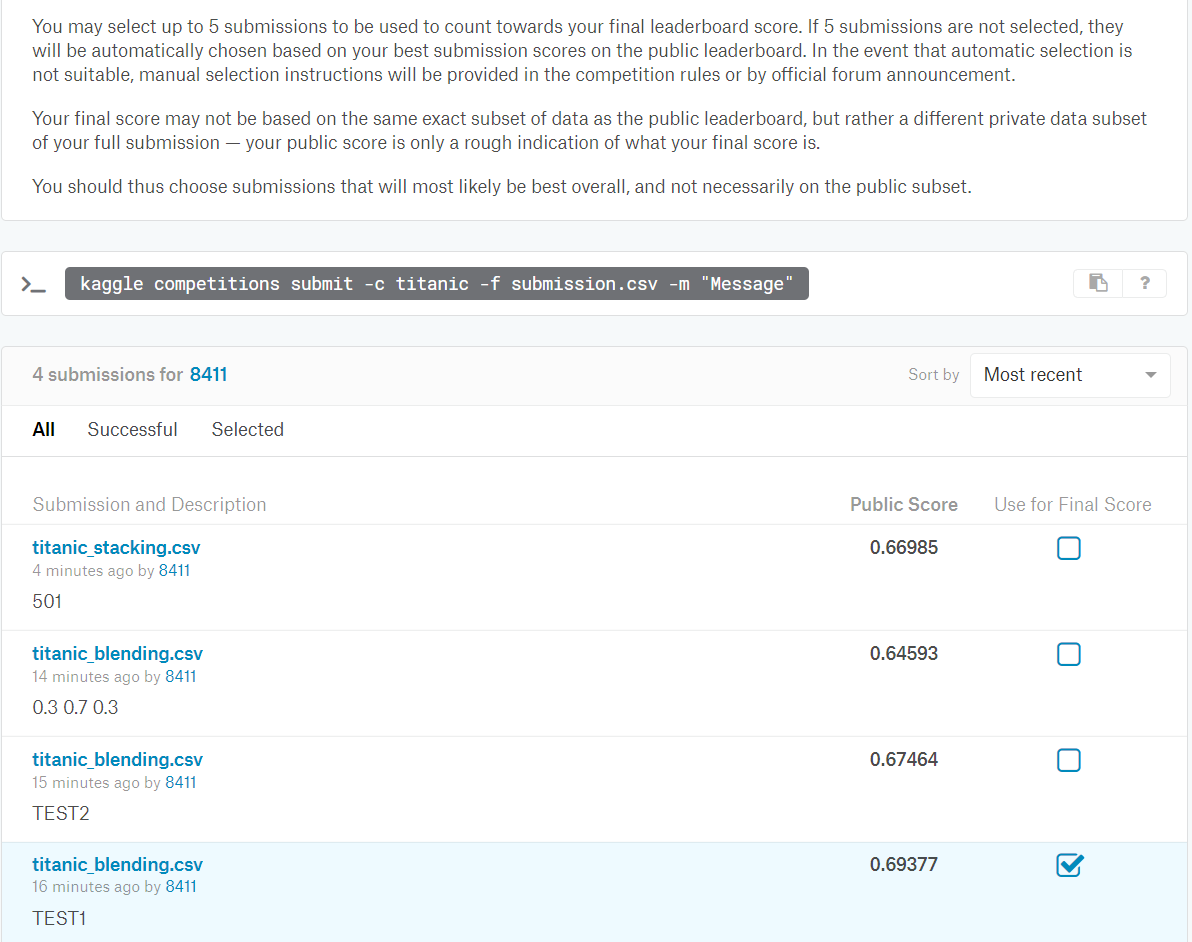 You may select up to 5 submissions to be used to count towards your final leaderboard score. If 5 submissions are not selected, they
will be automatically chosen based on your best submission scores on the public leaderboard. In the event that automatic selection is
not suitable, manual selection instructions will be provided in the competition rules or by official forum announcement.
Your final score may not be based on the same exact subset of data as the public leaderboard, but rather a different private data subset
of your full submission — your public score is only a rough indication of what your final score is.
You should thus choose submissions that will most likely be best overall, and not necessarily on the public subset.
>_ kaggle competitions submit -c titanic -f submission.csv -m "Message" ?
4 submissions for 8411 Sort by Most recent
All Successful Selected
Submission and Description Public Score Use for Final Score
titanic_stacking.csv 0.66985
4 minutes ago by 8411
501
titanic_blending.csv 0.64593
14 minutes ago by 8411
0.3 0.7 0.3
titanic_blending.csv 0.67464
15 minutes ago by 8411
TEST2
titanic_blending.csv 0.69377
16 minutes ago by 8411
TEST1